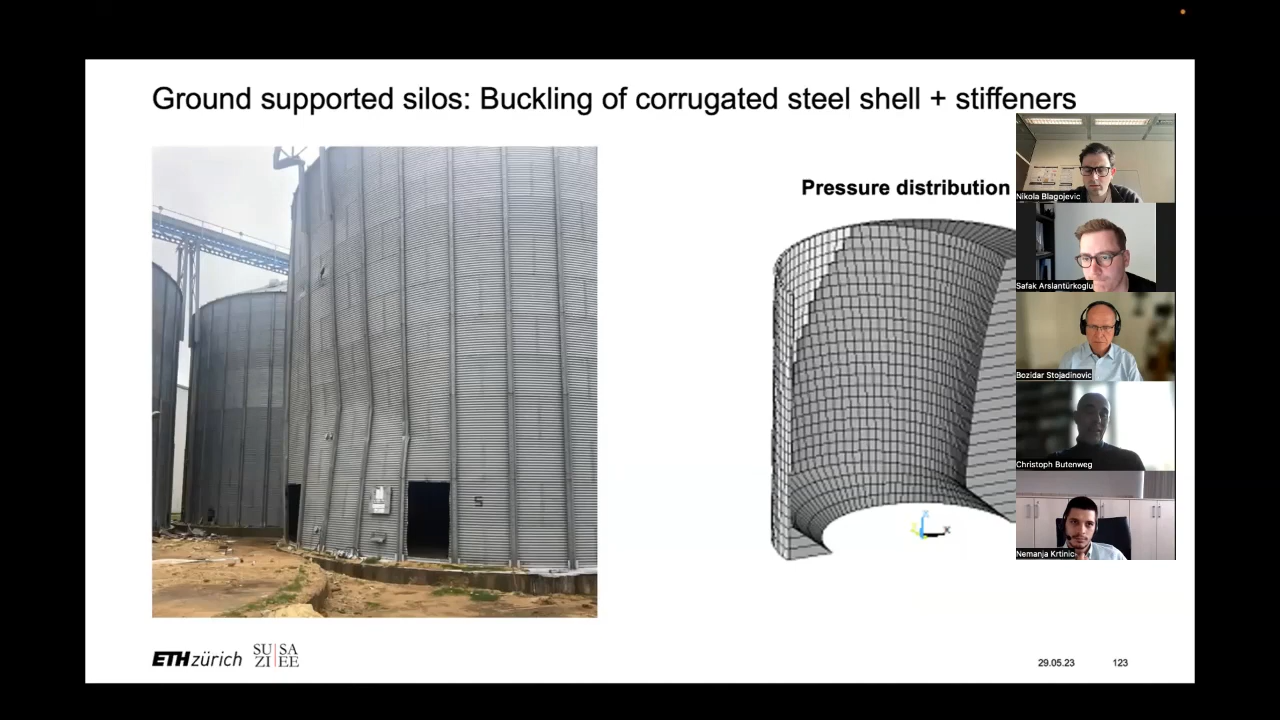 Ground supported silos: Buckling of corrugated steel shell + stiffeners
Pressure distribution
Nikola Blagojevic
Safak Arslantürkoglu
Bozidar Stojadinovic
Christoph Butenweg
Nemanja Krtinic
5
Z
X
ETH zürich
SU|SA
ZI|EE
29.05.23
123